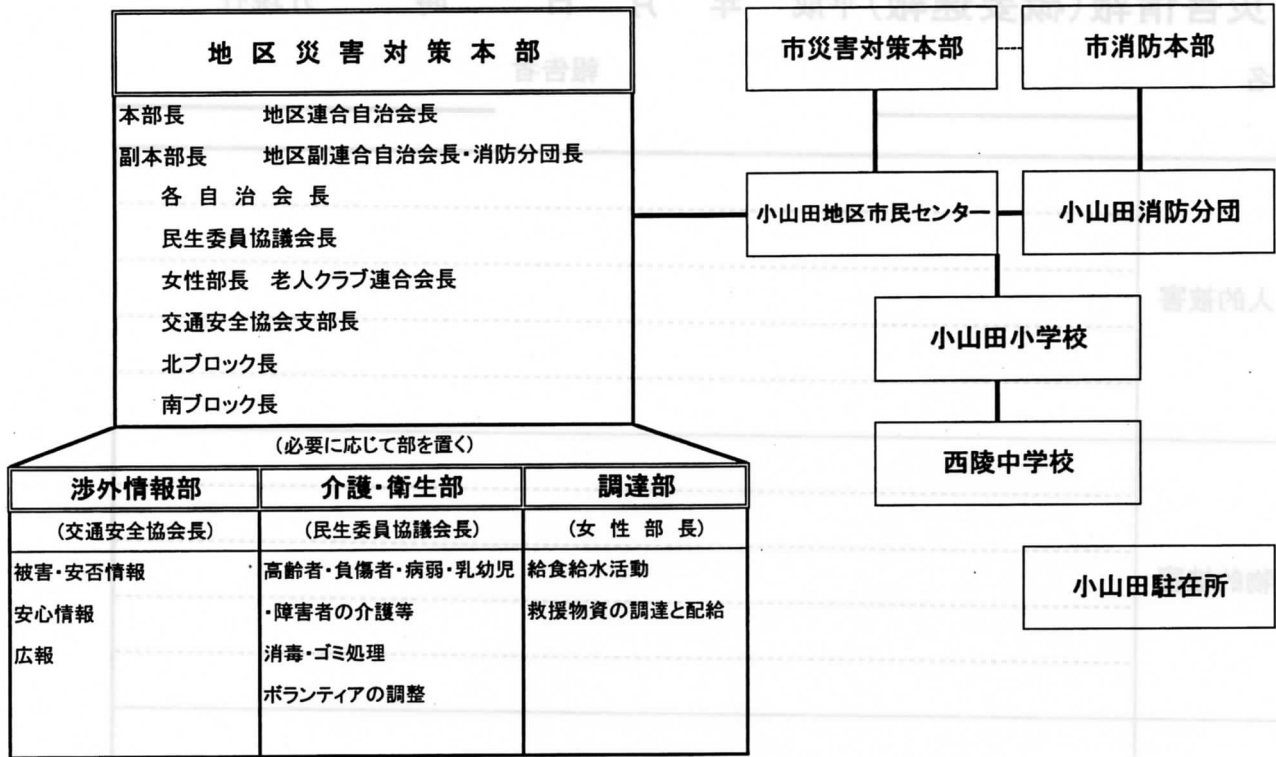 地区災害対策本部
本部長 地区連合自治会長
副本部長 地区副連合自治会長・消防分団長
各自治会長
民生委員協議会長
女性部長 老人クラブ連合会長
交通安全協会支部長
北ブロック長
南ブロック長
(必要に応じて部を置く)
渉外情報部
(交通安全協会長)
被害・安否情報
安心情報
広報
介護・衛生部
(民生委員協議会長)
高齢者・負傷者・病弱・乳幼児
・障害者の介護等
消毒・ゴミ処理
ボランティアの調整
調達部
(女性部長)
給食給水活動
救援物資の調達と配給
市災害対策本部
市消防本部
小山田地区市民センター
小山田消防分団
小山田小学校
西陵中学校
小山田駐在所